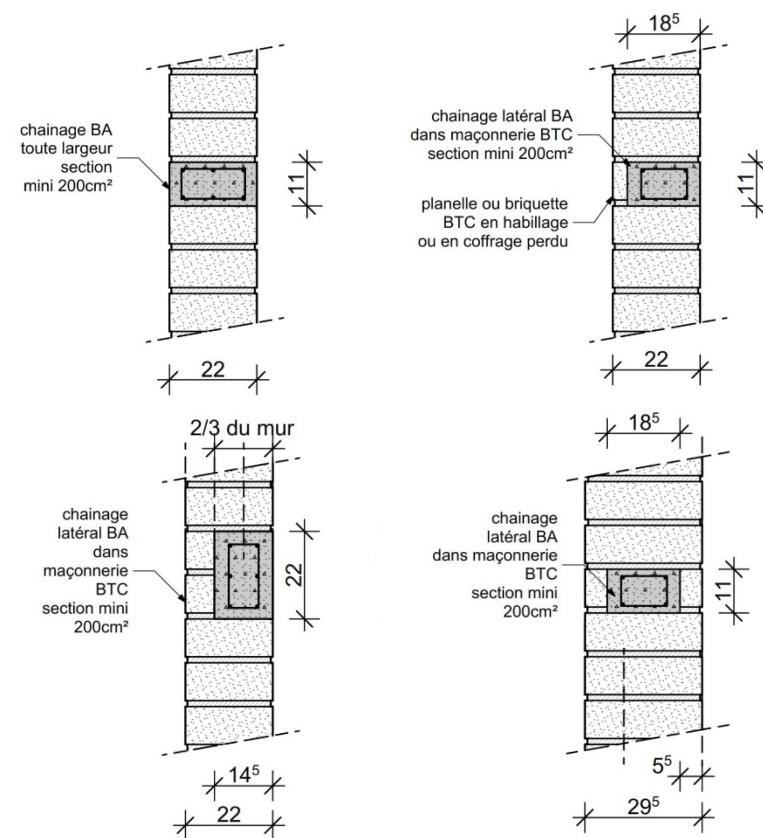 chainage BA
toute largeur
section
mini 200cm²
11
22
18⁵
chainage latéral BA
dans maçonnerie BTC
section mini 200cm²
planelle ou briquette
BTC en habillage
ou en coffrage perdu
11
22
2/3 du mur
chainage
latéral BA
dans
maçonnerie
BTC
section mini
200cm²
22
14⁵
22
18⁵
chainage
latéral BA
dans maçonnerie
BTC
section mini
200cm²
11
5⁵
29⁵